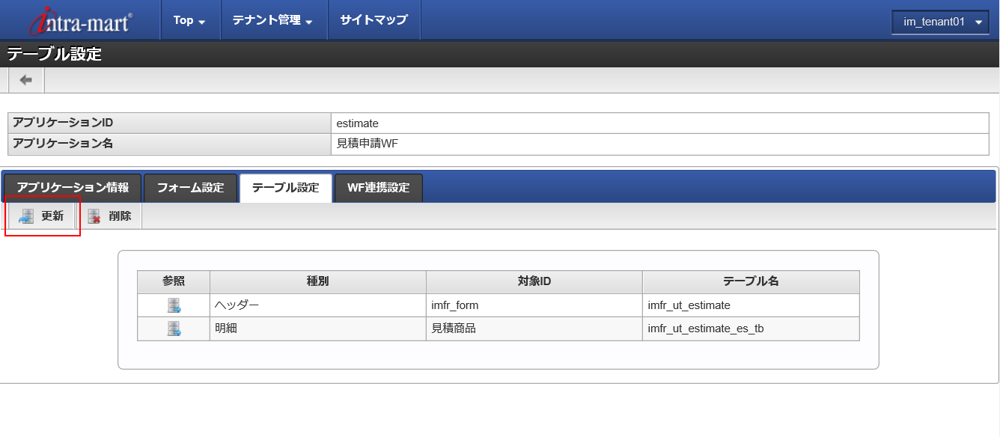 intra-mart Top テナント管理 サイトマップ im_tenant01
テーブル設定
アプリケーションID estimate
アプリケーション名 見積申請WF
アプリケーション情報 フォーム設定 テーブル設定 WF連携設定
更新 削除
参照 種別 対象ID テーブル名
ヘッダー imfr_form imfr_ut_estimate
明細 見積商品 imfr_ut_estimate_es_tb